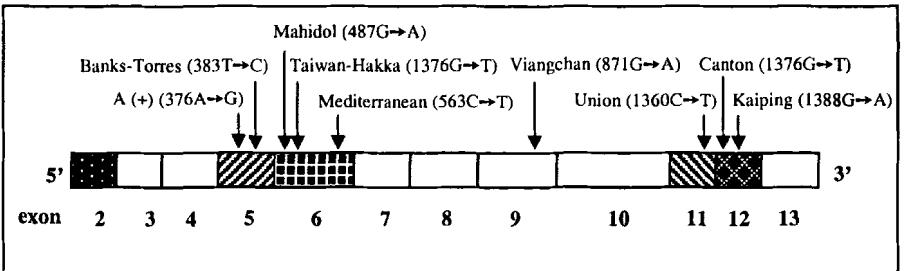 Mahidol (487G→A)
Banks-Torres (383T→C) Taiwan-Hakka (1376G→T) Viangchan (871G→A) Canton (1376G→T)
A (+) (376A→G) Mediterranean (563C→T) Union (1360C→T) Kaiping (1388G→A)
5' 3'
exon 2 3 4 5 6 7 8 9 10 11 12 13